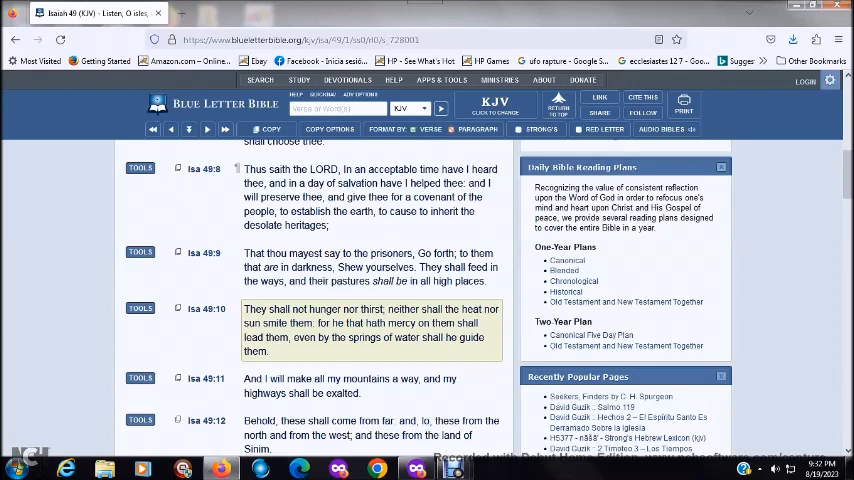 Isaiah 49 (KJV) - Listen, O isles,
https://www.blueletterbible.org/kjv/isa/49/1/ss0/rl0/s_728001
Most Visited
Getting Started
Amazon.com – Online...
Ebay
HP - See What's Hot
HP Games
Facebook - Inicia sesió...
ufo rapture - Google S...
ecclesiastes 12 7 - Goo...
Sugges
Other Bookmarks
SEARCH STUDY DEVOTIONALS HELP APPS & TOOLS MINISTRIES ABOUT DONATE
LOGIN
BLUE LETTER BIBLE
HELP QUICKNAV ADV OPTIONS
Verse or Word(s)
KJV
KJV
CLICK TO CHANGE
RETURN
TO TOP
LINK
CITE THIS
SHARE
FOLLOW
PRINT
COPY
COPY OPTIONS
FORMAT BY: VERSE PARAGRAPH
STRONG'S
RED LETTER
AUDIO BIBLES
shall choose thee.
TOOLS Isa 49:8 ¶ Thus saith the LORD, In an acceptable time have I heard
thee, and in a day of salvation have I helped thee: and I
will preserve thee, and give thee for a covenant of the
people, to establish the earth, to cause to inherit the
desolate heritages;
TOOLS Isa 49:9 That thou mayest say to the prisoners, Go forth; to them
that are in darkness, Shew yourselves. They shall feed in
the ways, and their pastures shall be in all high places.
TOOLS Isa 49:10 They shall not hunger nor thirst; neither shall the heat nor
sun smite them: for he that hath mercy on them shall
lead them, even by the springs of water shall he guide
them.
TOOLS Isa 49:11 And I will make all my mountains a way, and my
highways shall be exalted.
TOOLS Isa 49:12 Behold, these shall come from far: and, lo, these from the
north and from the west; and these from the land of
Sinim.
Daily Bible Reading Plans
Recognizing the value of consistent reflection
upon the Word of God in order to refocus one's
mind and heart upon Christ and His Gospel of
peace, we provide several reading plans designed
to cover the entire Bible in a year.
One-Year Plans
• Canonical
• Blended
• Chronological
• Historical
• Old Testament and New Testament Together
Two-Year Plan
• Canonical Five Day Plan
• Old Testament and New Testament Together
Recently Popular Pages
• Seekers, Finders by C. H. Spurgeon
• David Guzik :: Salmo 119
• David Guzik :: Hechos 2 – El Espíritu Santo Es
Derramado Sobre la Iglesia
• H5377 - nāšā' - Strong's Hebrew Lexicon (kjv)
• David Guzik :: 2 Timoteo 3 – Los Tiempos
NCH
9:32 PM
8/19/2023